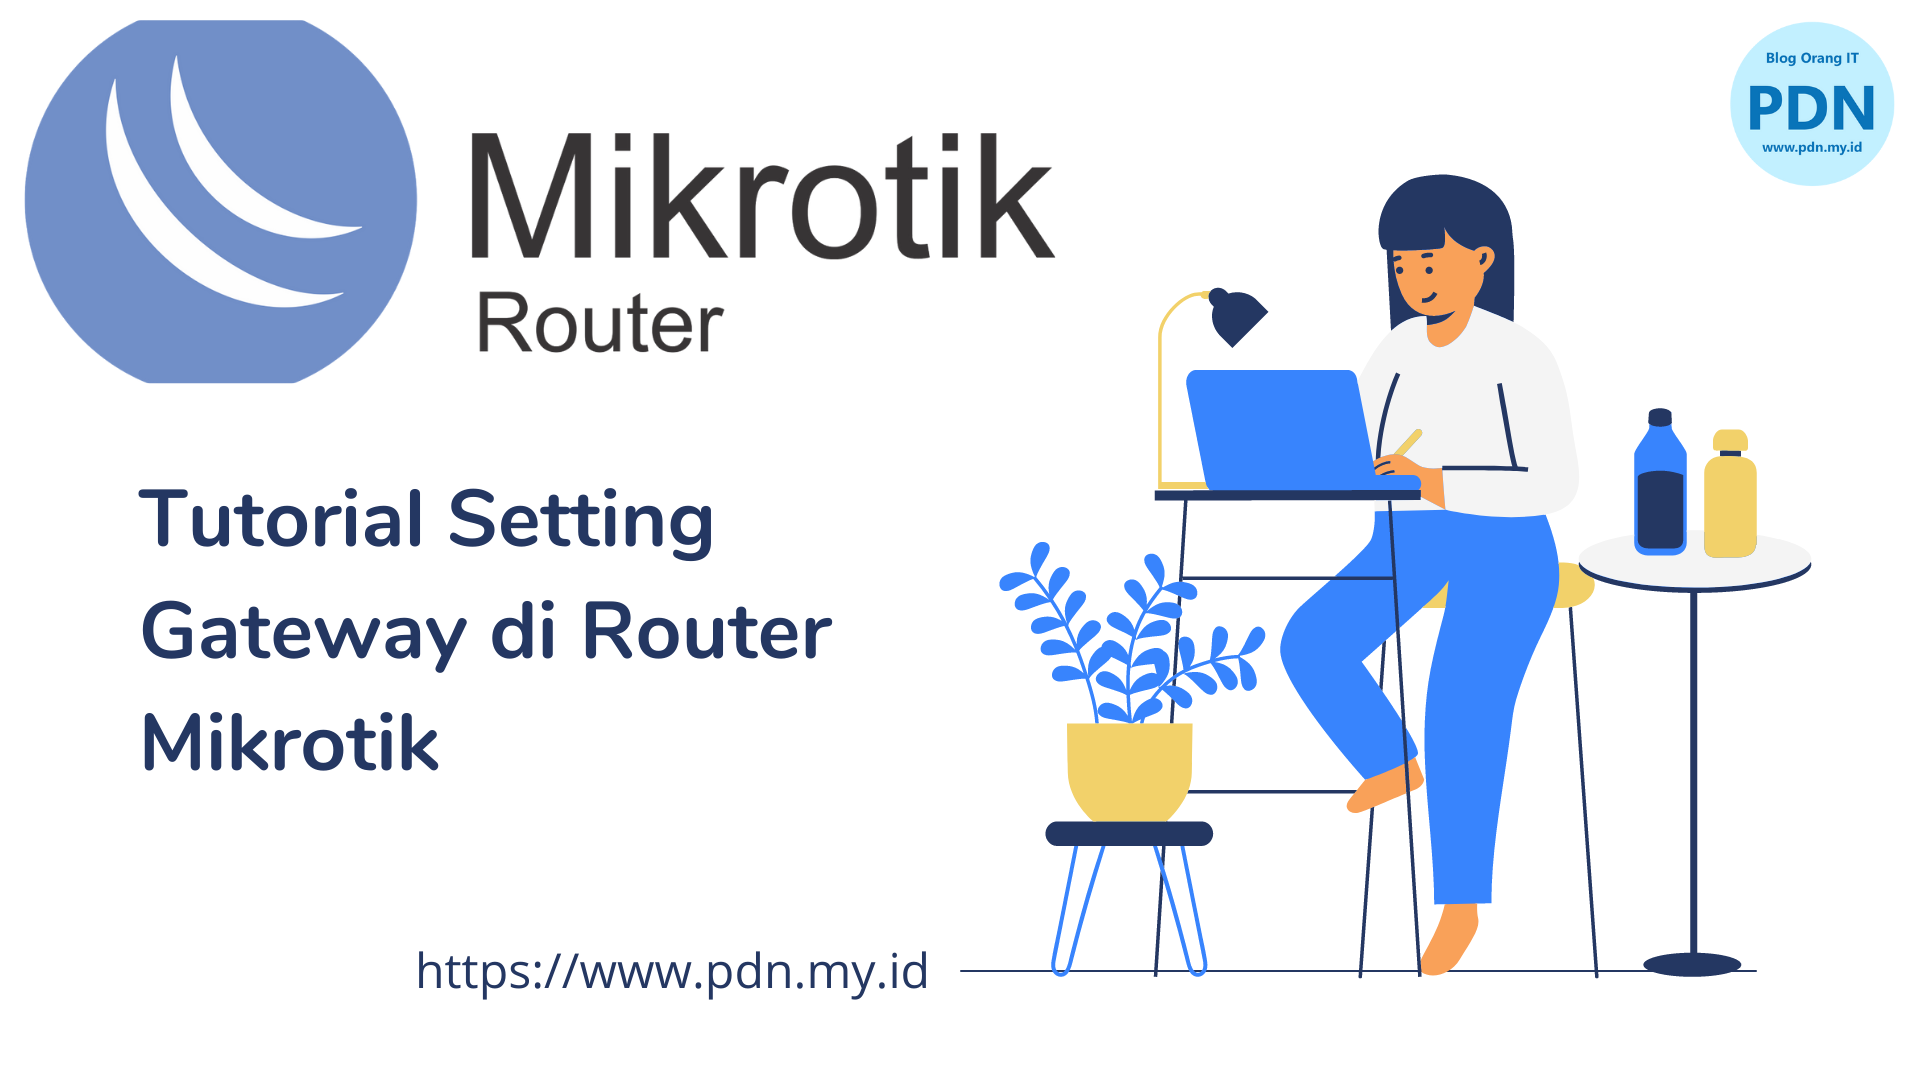 Mikrotik
Router
Blog Orang IT
PDN
www.pdn.my.id
Tutorial Setting
Gateway di Router
Mikrotik
https://www.pdn.my.id